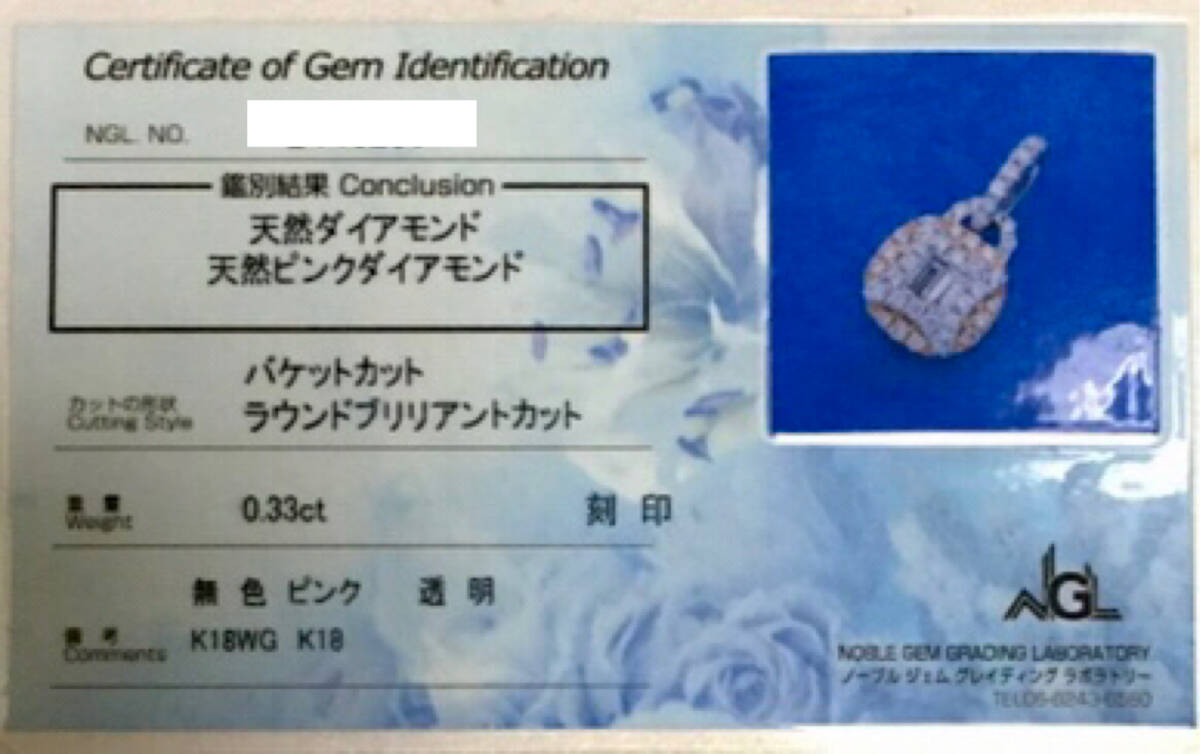 Certificate of Gem Identification
NGL. NO.
鑑別結果 Conclusion
天然ダイアモンド
天然ピンクダイアモンド
バケットカット
カットの形状
Cutting Style
ラウンドブリリアントカット
重量
Weight
0.33ct 刻印
無色 ピンク 透明
備考
Comments
K18WG K18
NGL
NOBLE GEM GRADING LABORATORY
ノーブル ジェム グレイディング ラボラトリー